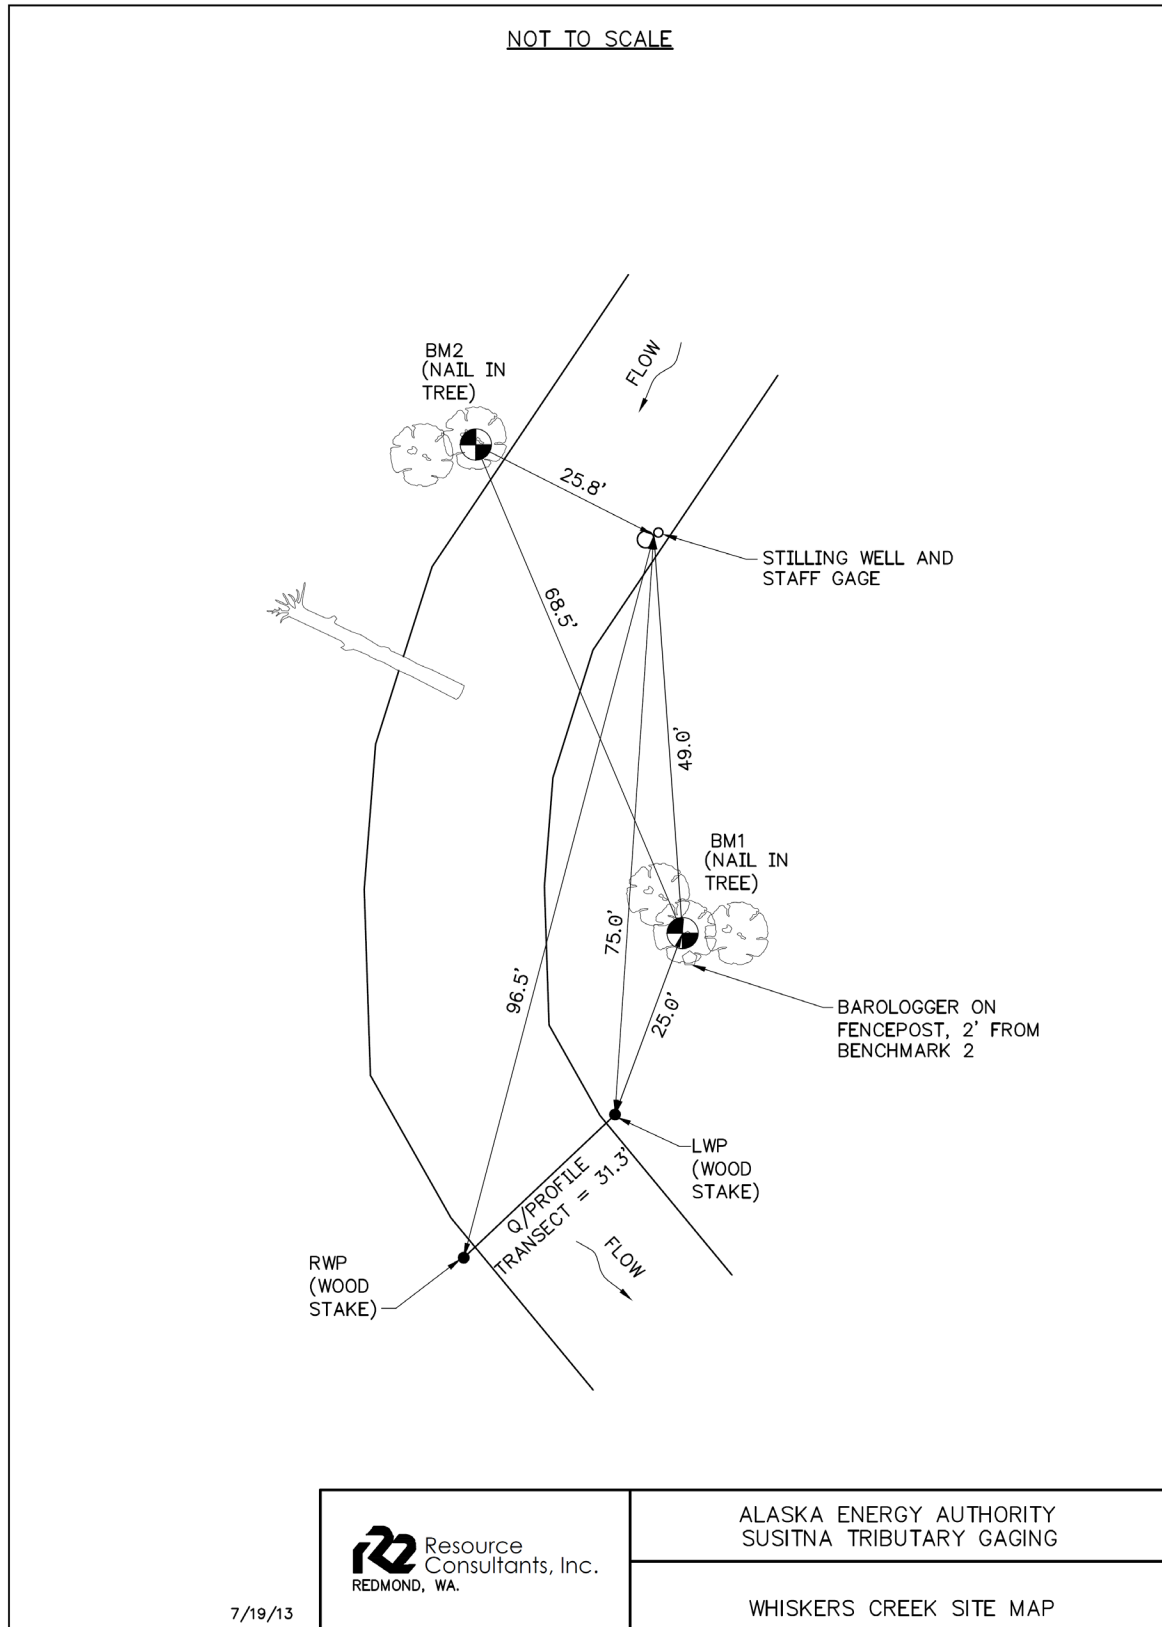 NOT TO SCALE
BM2
(NAIL IN
TREE)
FLOW
25.8'
STILLING WELL AND
STAFF GAGE
68.5'
49.0'
BM1
(NAIL IN
TREE)
75.0'
96.5'
25.0'
BAROLOGGER ON
FENCEPOST, 2' FROM
BENCHMARK 2
LWP
(WOOD
STAKE)
Q/PROFILE
TRANSECT = 31.3'
FLOW
RWP
(WOOD
STAKE)
R2 Resource
Consultants, Inc.
REDMOND, WA.
ALASKA ENERGY AUTHORITY
SUSITNA TRIBUTARY GAGING
WHISKERS CREEK SITE MAP
7/19/13